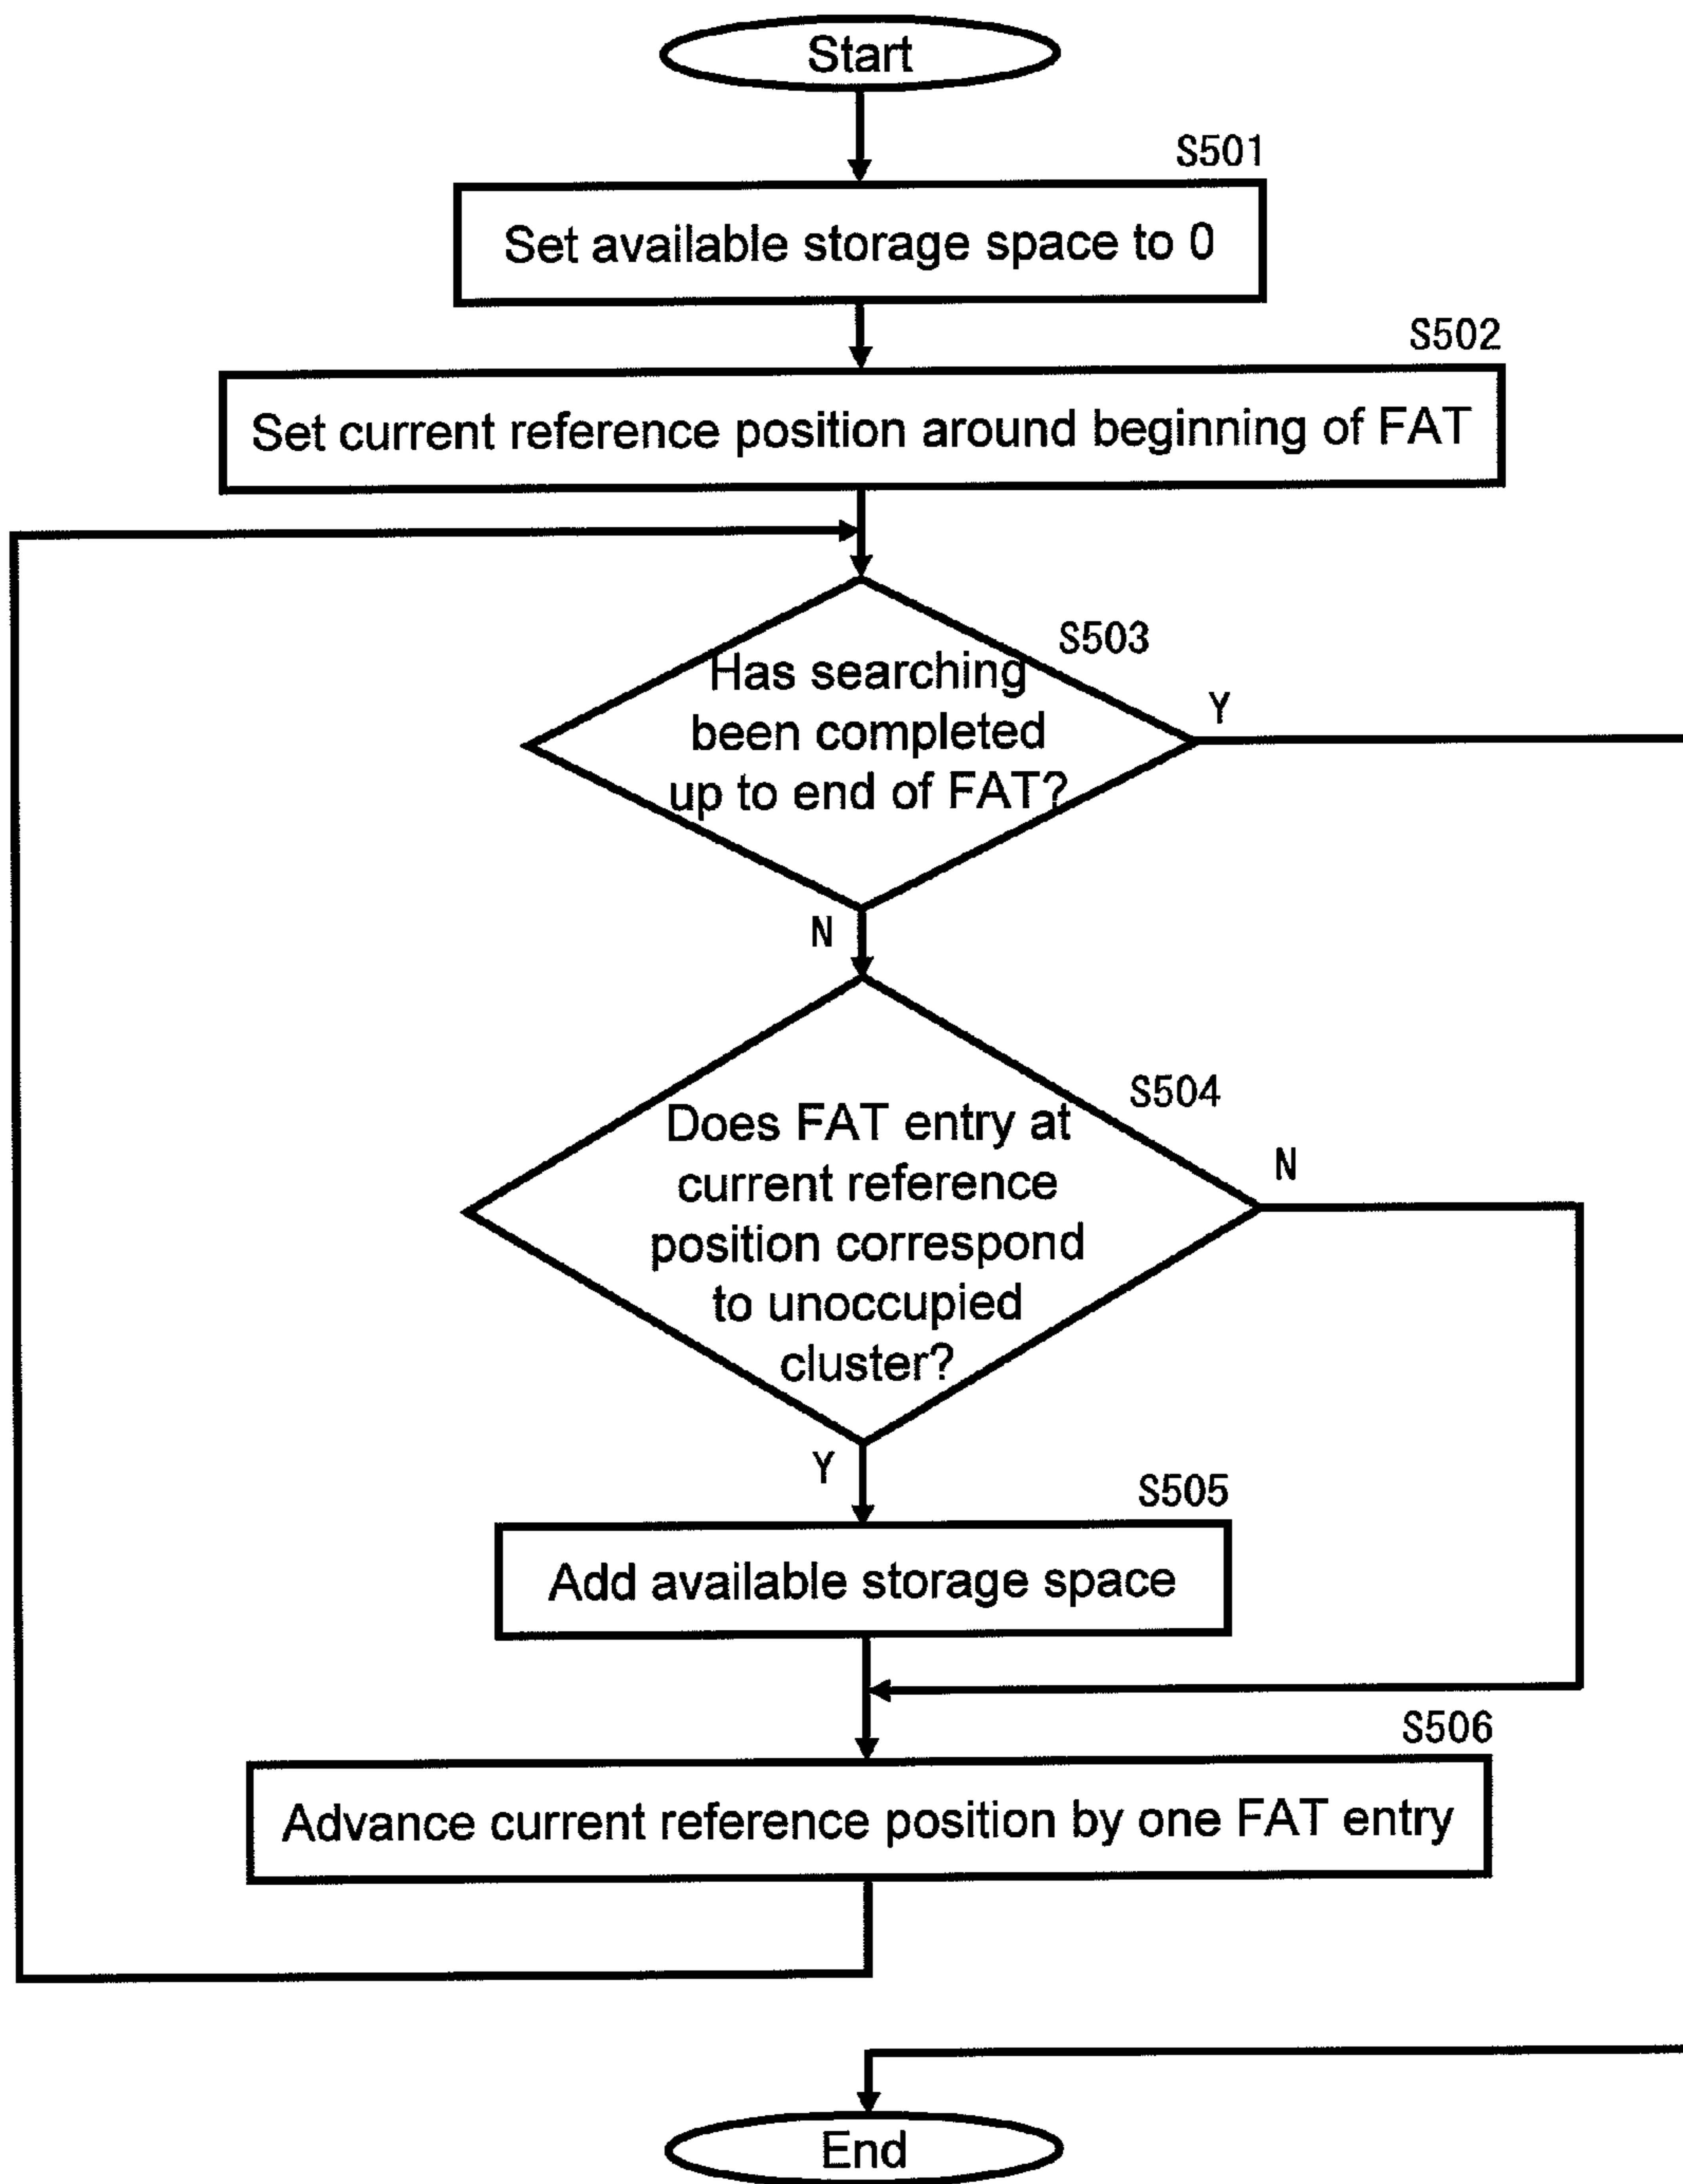 Start
S501
Set available storage space to 0
S502
Set current reference position around beginning of FAT
S503
Has searching
been completed
up to end of FAT?
Y
N
S504
Does FAT entry at
current reference
position correspond
to unoccupied
cluster?
N
Y
S505
Add available storage space
S506
Advance current reference position by one FAT entry
End